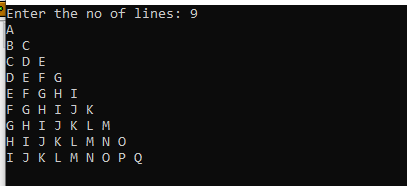 Enter the no of lines: 9
A
B C
C D E
D E F G
E F G H I
F G H I J K
G H I J K L M
H I J K L M N O
I J K L M N O P Q